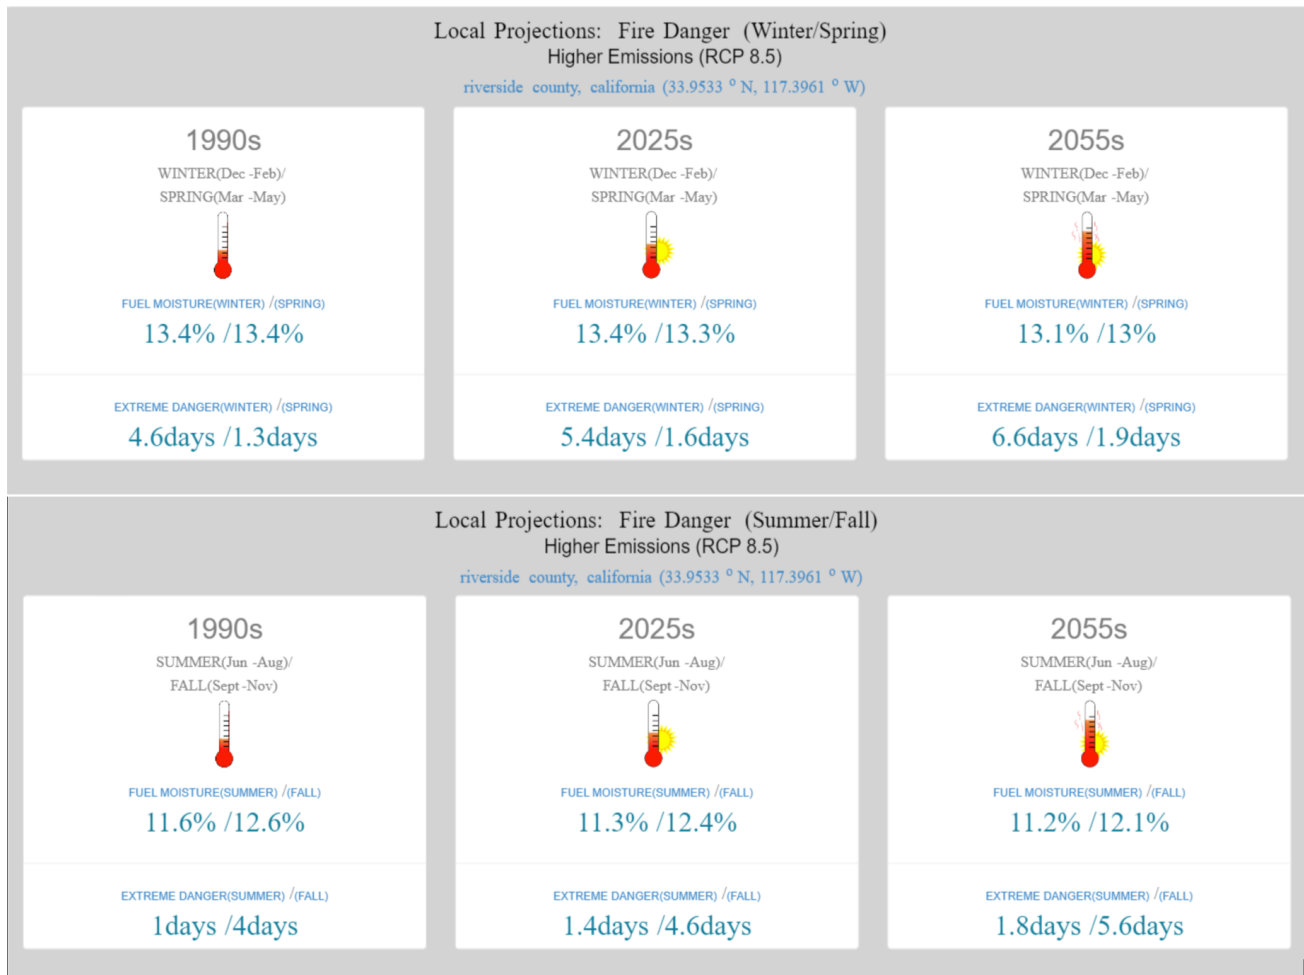 Local Projections: Fire Danger (Winter/Spring)
Higher Emissions (RCP 8.5)
riverside county, california (33.9533 ° N, 117.3961 ° W)
1990s
WINTER(Dec -Feb)/
SPRING(Mar -May)
FUEL MOISTURE(WINTER) /(SPRING)
13.4% /13.4%
EXTREME DANGER(WINTER) /(SPRING)
4.6days /1.3days
2025s
WINTER(Dec -Feb)/
SPRING(Mar -May)
FUEL MOISTURE(WINTER) /(SPRING)
13.4% /13.3%
EXTREME DANGER(WINTER) /(SPRING)
5.4days /1.6days
2055s
WINTER(Dec -Feb)/
SPRING(Mar -May)
FUEL MOISTURE(WINTER) /(SPRING)
13.1% /13%
EXTREME DANGER(WINTER) /(SPRING)
6.6days /1.9days
Local Projections: Fire Danger (Summer/Fall)
Higher Emissions (RCP 8.5)
riverside county, california (33.9533 ° N, 117.3961 ° W)
1990s
SUMMER(Jun -Aug)/
FALL(Sept -Nov)
FUEL MOISTURE(SUMMER) /(FALL)
11.6% /12.6%
EXTREME DANGER(SUMMER) /(FALL)
1days /4days
2025s
SUMMER(Jun -Aug)/
FALL(Sept -Nov)
FUEL MOISTURE(SUMMER) /(FALL)
11.3% /12.4%
EXTREME DANGER(SUMMER) /(FALL)
1.4days /4.6days
2055s
SUMMER(Jun -Aug)/
FALL(Sept -Nov)
FUEL MOISTURE(SUMMER) /(FALL)
11.2% /12.1%
EXTREME DANGER(SUMMER) /(FALL)
1.8days /5.6days